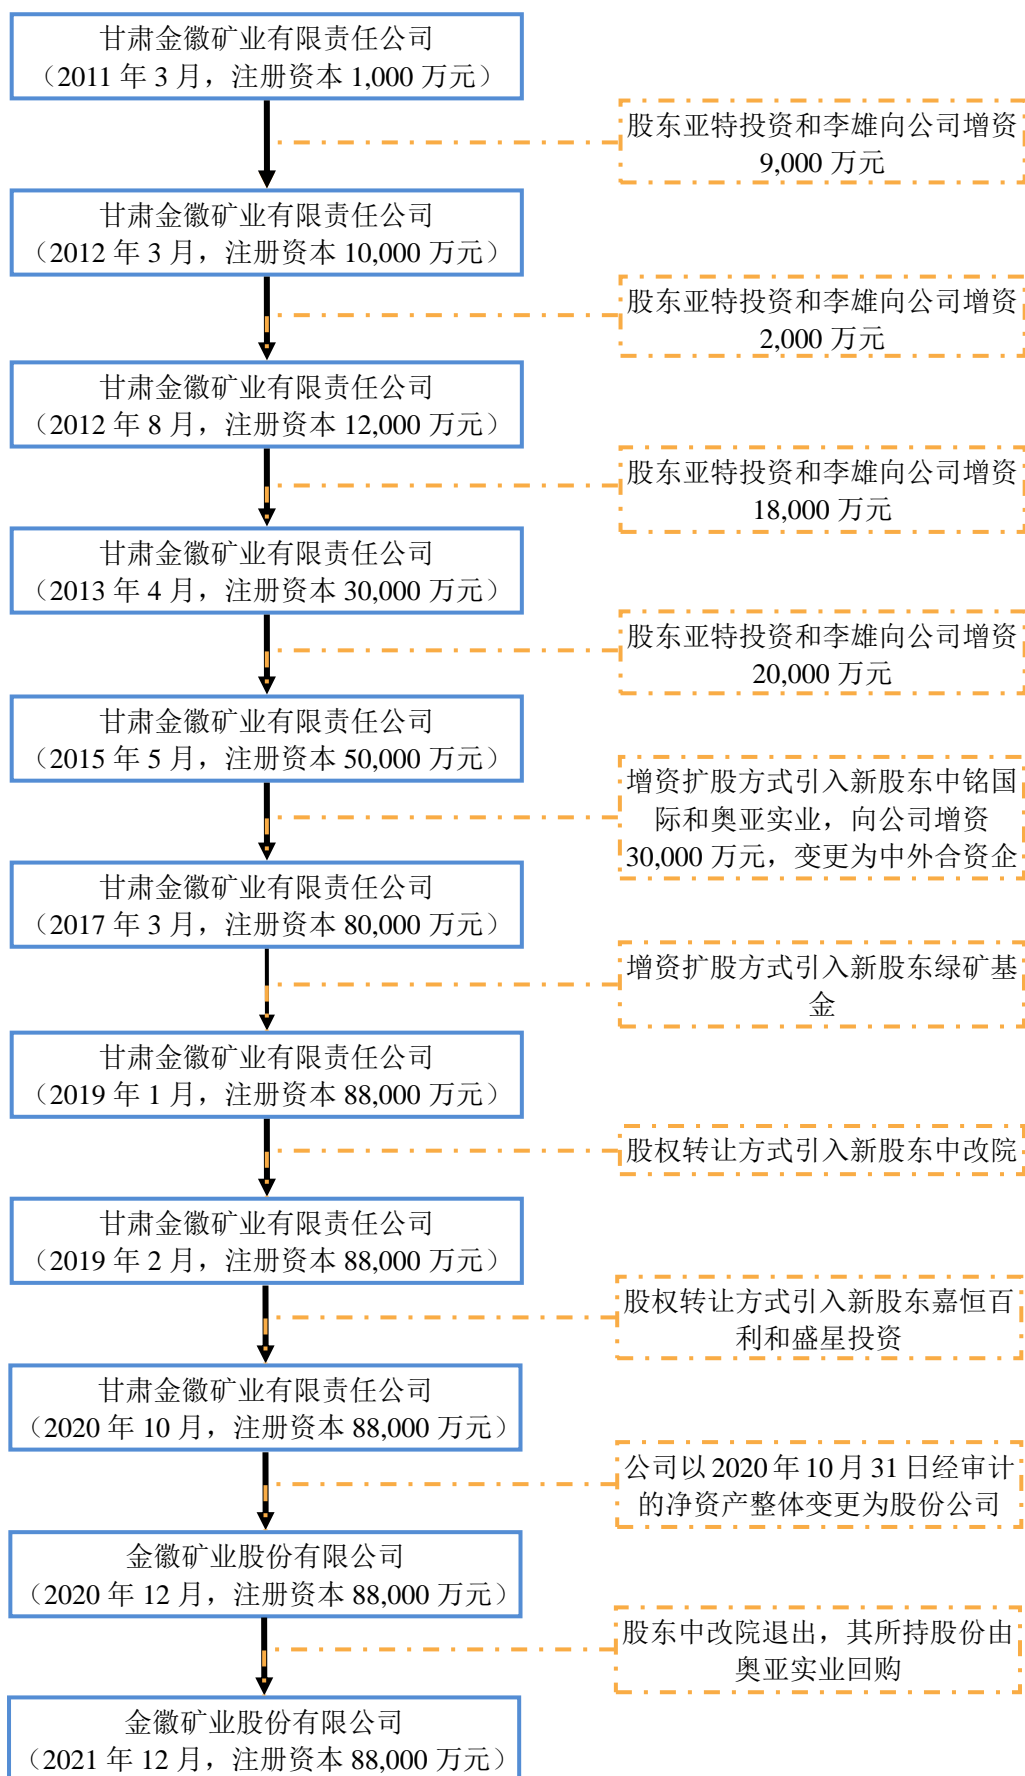 甘肃金徽矿业有限责任公司
（2011 年 3 月，注册资本 1,000 万元）
股东亚特投资和李雄向公司增资
9,000 万元
甘肃金徽矿业有限责任公司
（2012 年 3 月，注册资本 10,000 万元）
股东亚特投资和李雄向公司增资
2,000 万元
甘肃金徽矿业有限责任公司
（2012 年 8 月，注册资本 12,000 万元）
股东亚特投资和李雄向公司增资
18,000 万元
甘肃金徽矿业有限责任公司
（2013 年 4 月，注册资本 30,000 万元）
股东亚特投资和李雄向公司增资
20,000 万元
甘肃金徽矿业有限责任公司
（2015 年 5 月，注册资本 50,000 万元）
增资扩股方式引入新股东中铭国
际和奥亚实业，向公司增资
30,000 万元，变更为中外合资企
甘肃金徽矿业有限责任公司
（2017 年 3 月，注册资本 80,000 万元）
增资扩股方式引入新股东绿矿基
金
甘肃金徽矿业有限责任公司
（2019 年 1 月，注册资本 88,000 万元）
股权转让方式引入新股东中改院
甘肃金徽矿业有限责任公司
（2019 年 2 月，注册资本 88,000 万元）
股权转让方式引入新股东嘉恒百
利和盛星投资
甘肃金徽矿业有限责任公司
（2020 年 10 月，注册资本 88,000 万元）
公司以 2020 年 10 月 31 日经审计
的净资产整体变更为股份公司
金徽矿业股份有限公司
（2020 年 12 月，注册资本 88,000 万元）
股东中改院退出，其所持股份由
奥亚实业回购
金徽矿业股份有限公司
（2021 年 12 月，注册资本 88,000 万元）